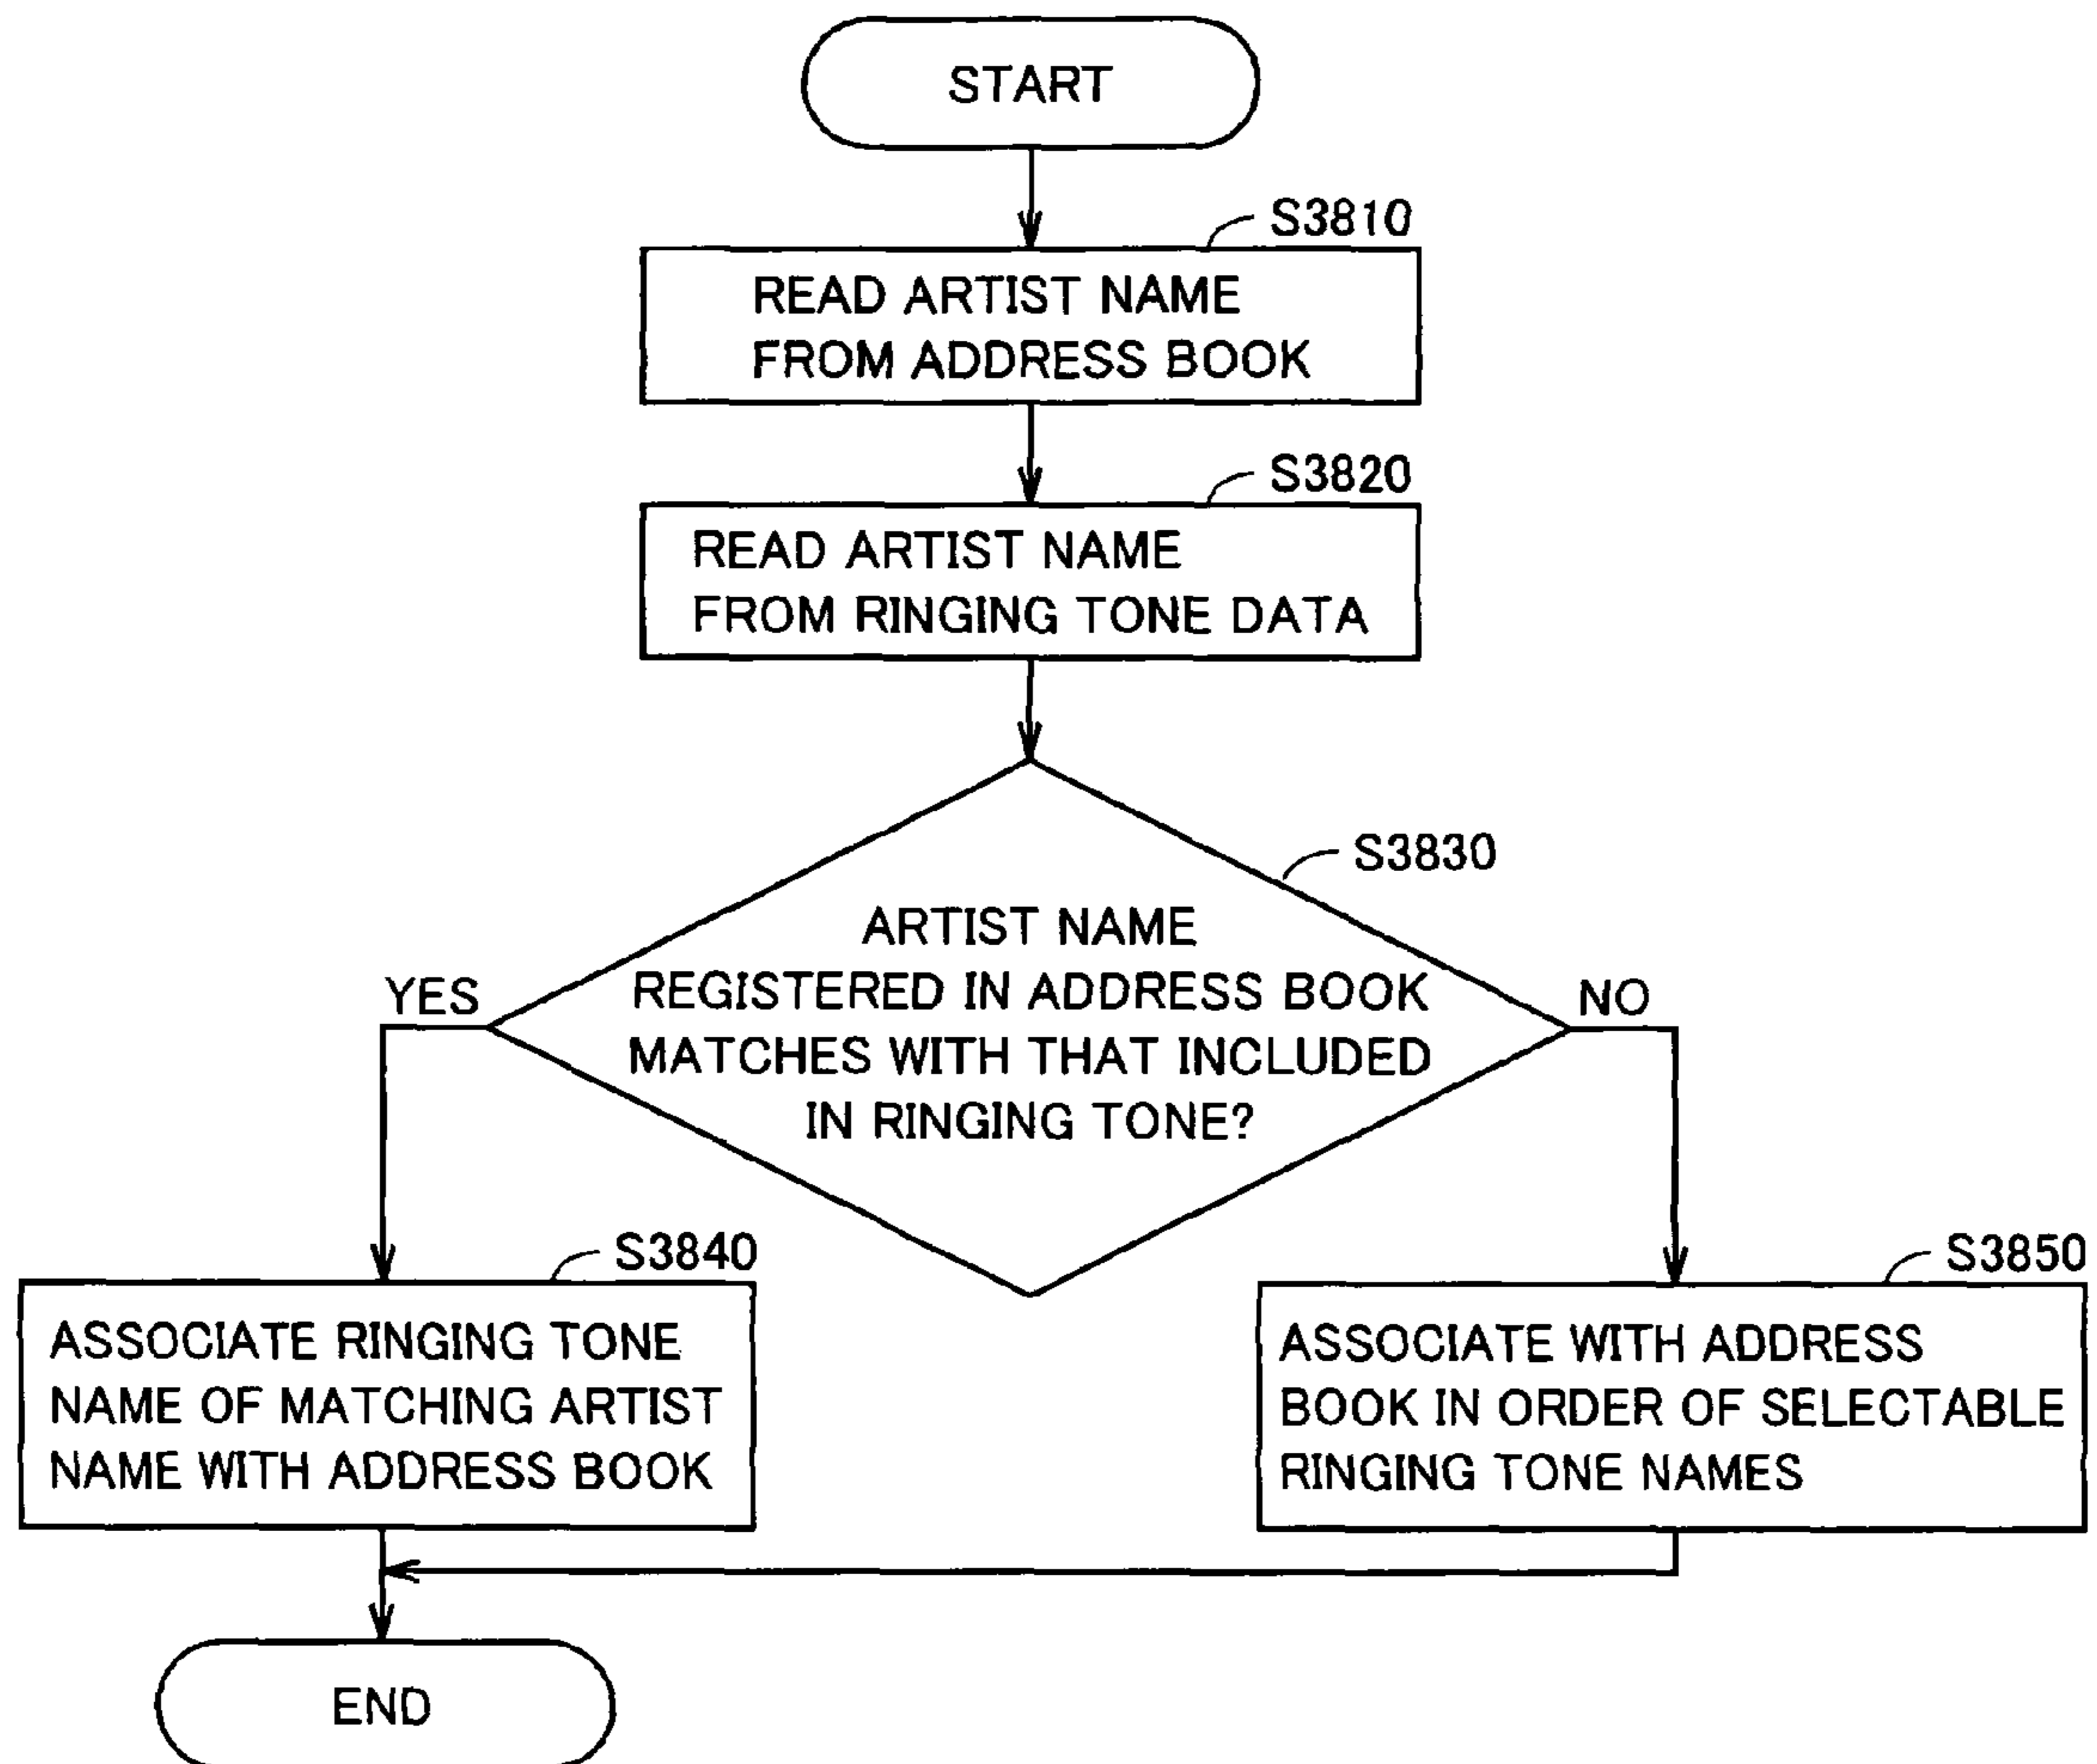 START
S3810
READ ARTIST NAME
FROM ADDRESS BOOK
S3820
READ ARTIST NAME
FROM RINGING TONE DATA
S3830
ARTIST NAME
REGISTERED IN ADDRESS BOOK
MATCHES WITH THAT INCLUDED
IN RINGING TONE?
YES
NO
S3840
ASSOCIATE RINGING TONE
NAME OF MATCHING ARTIST
NAME WITH ADDRESS BOOK
S3850
ASSOCIATE WITH ADDRESS
BOOK IN ORDER OF SELECTABLE
RINGING TONE NAMES
END